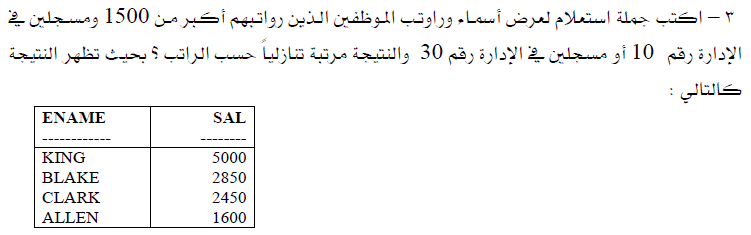 ٣ – اكتب جملة استعلام لعرض أسماء وراوتب الموظفين الذين رواتبهم أكبر من 1500 ومسجلين في
الإدارة رقم 10 أو مسجلين في الإدارة رقم 30 والنتيجة مرتبة تنازلياً حسب الراتب ؟ بحيث تظهر النتيجة
كالتالي :
ENAME SAL
------------ --------
KING 5000
BLAKE 2850
CLARK 2450
ALLEN 1600